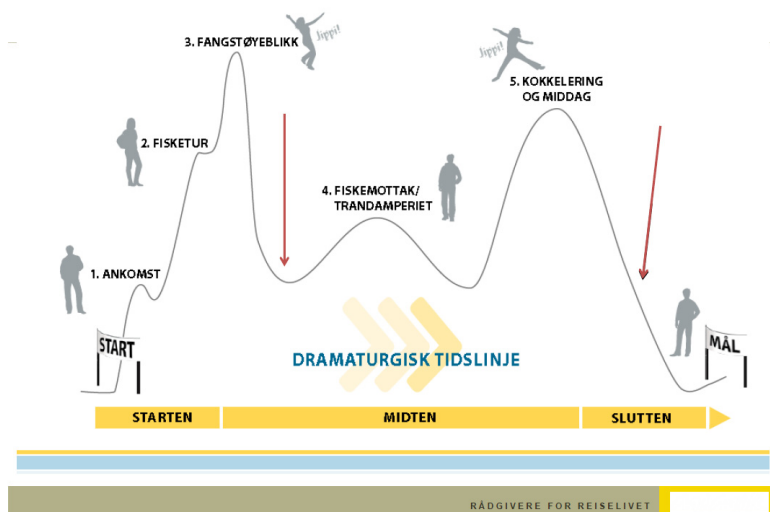 3. FANGSTØYEBLIKK
Jippi!
Jippi!
5. KOKKELERING
OG MIDDAG
2. FISKETUR
4. FISKEMOTTAK/
TRANDAMPERIET
1. ANKOMST
START
MÅL
DRAMATURGISK TIDSLINJE
STARTEN
MIDTEN
SLUTTEN
RÅDGIVERE FOR REISELIVET